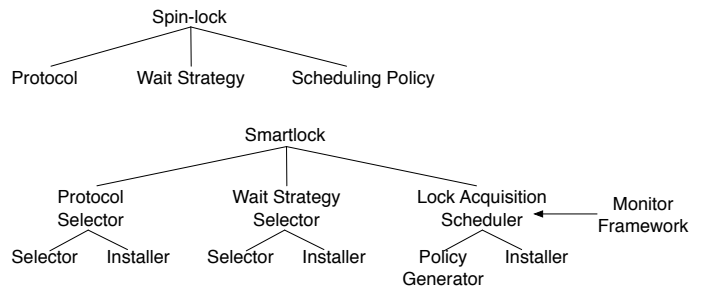 Spin-lock
Protocol Wait Strategy Scheduling Policy
Smartlock
Protocol Selector
Wait Strategy Selector
Lock Acquisition Scheduler
Monitor Framework
Selector Installer
Selector Installer
Policy Generator
Installer